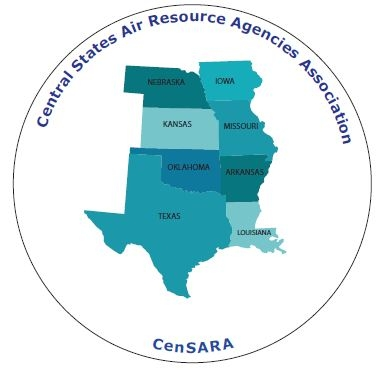 Central States Air Resource Agencies Association
NEBRASKA
IOWA
KANSAS
MISSOURI
OKLAHOMA
ARKANSAS
TEXAS
LOUISIANA
CenSARA